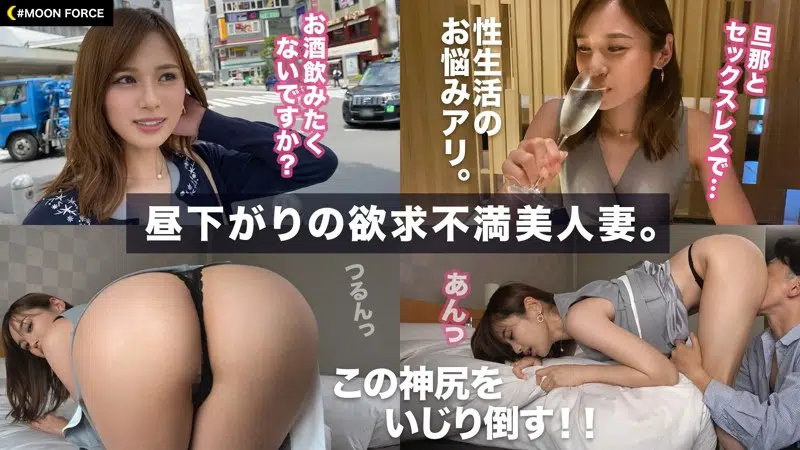 #MOON FORCE
お酒飲みたく
ないですか?
性生活の
お悩みアリ。
旦那と
セックスレスで…
昼下がりの欲求不満美人妻。
つるんっ
あんっ
この神尻を
いじり倒す!!